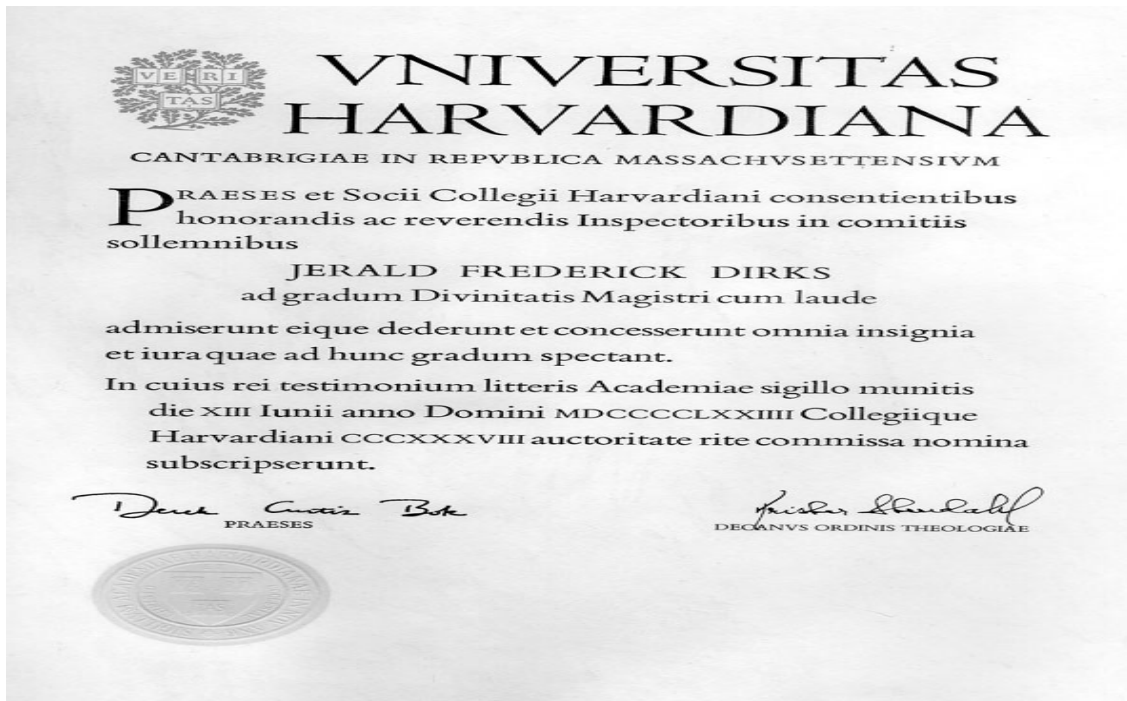 VE RI
TAS
VNIVERSITAS
HARVARDIANA
CANTABRIGIAE IN REPVBLICA MASSACHVSETTENSIVM
PRAESES et Socii Collegii Harvardiani consentientibus
honorandis ac reverendis Inspectoribus in comitiis
sollemnibus
JERALD FREDERICK DIRKS
ad gradum Divinitatis Magistri cum laude
admiserunt eique dederunt et concesserunt omnia insignia
et iura quae ad hunc gradum spectant.
In cuius rei testimonium litteris Academiae sigillo munitis
die XIII Iunii anno Domini MDCCCCLXXIIII Collegiique
Harvardiani CCCXXXVIII auctoritate rite commissa nomina
subscripserunt.
Derek Curtis Bok
Krister Stendahl
PRAESES
DECANVS ORDINIS THEOLOGIAE